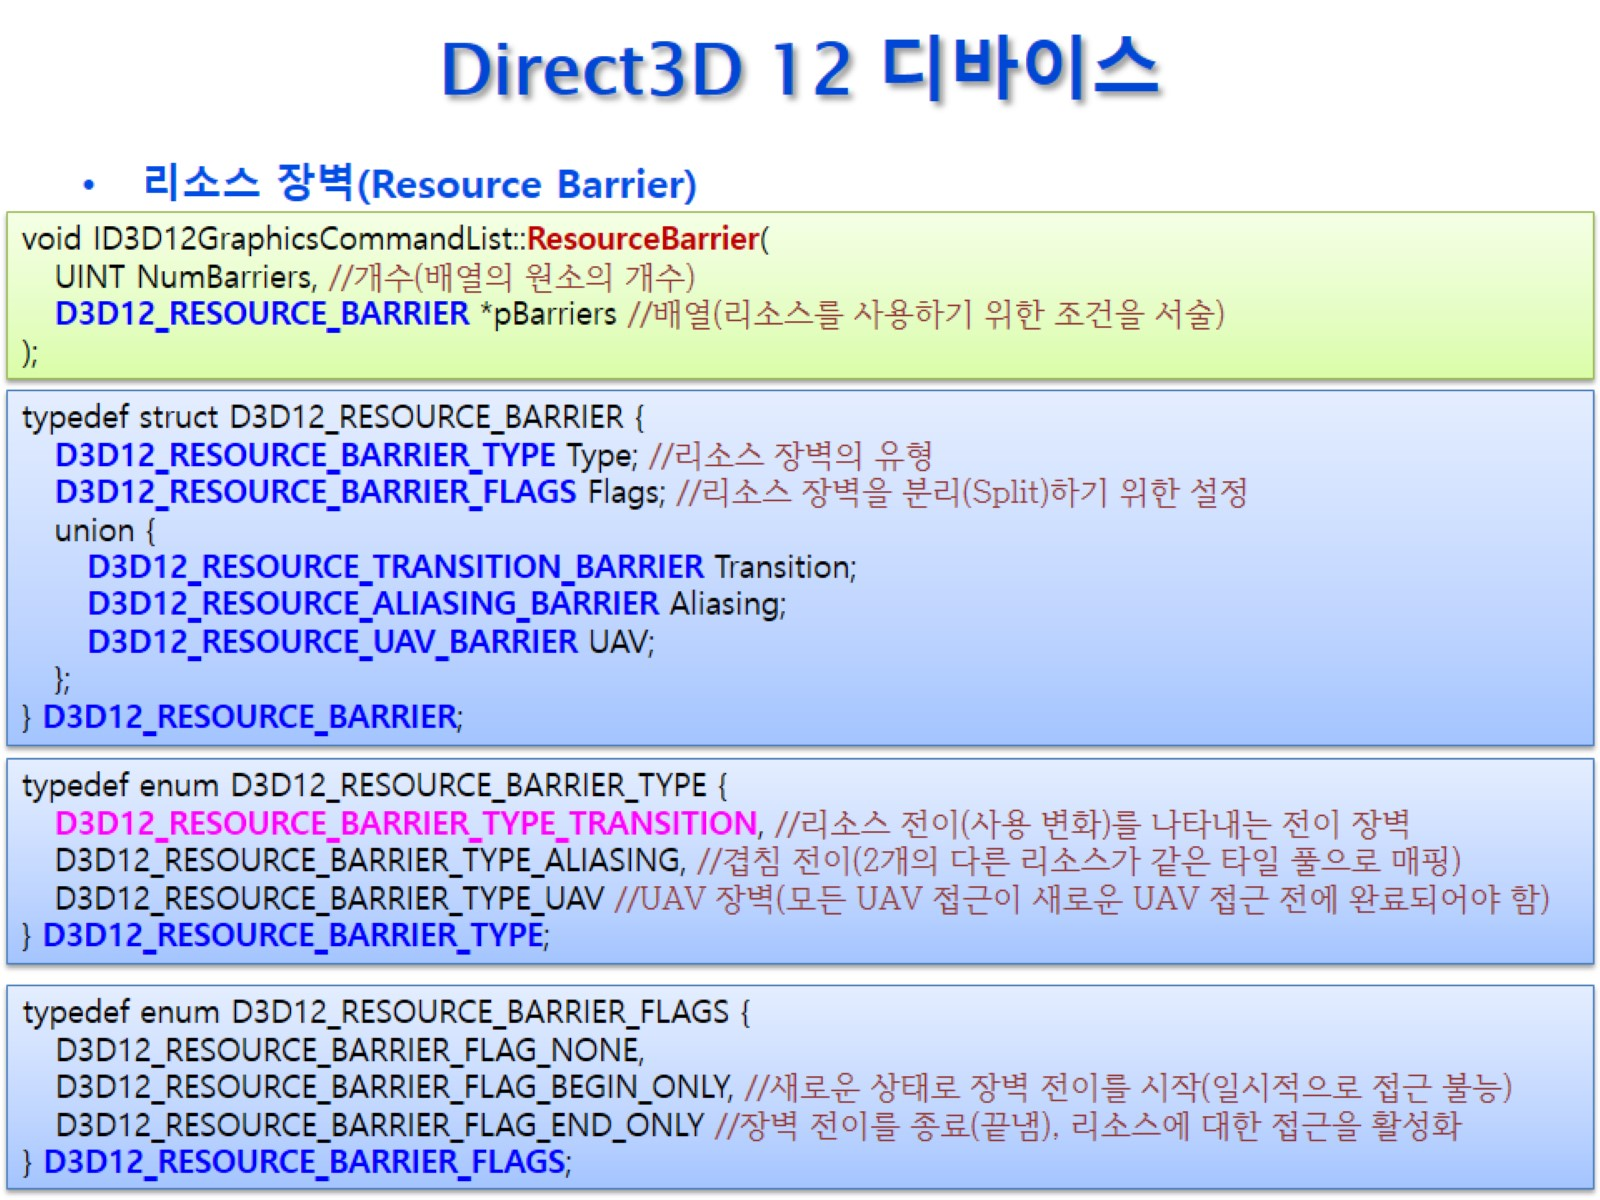 Direct3D 12 디바이스
• 리소스 장벽(Resource Barrier)
void ID3D12GraphicsCommandList::ResourceBarrier(
UINT NumBarriers, //개수(배열의 원소의 개수)
D3D12_RESOURCE_BARRIER *pBarriers //배열(리소스를 사용하기 위한 조건을 서술)
);
typedef struct D3D12_RESOURCE_BARRIER {
D3D12_RESOURCE_BARRIER_TYPE Type; //리소스 장벽의 유형
D3D12_RESOURCE_BARRIER_FLAGS Flags; //리소스 장벽을 분리(Split)하기 위한 설정
union {
D3D12_RESOURCE_TRANSITION_BARRIER Transition;
D3D12_RESOURCE_ALIASING_BARRIER Aliasing;
D3D12_RESOURCE_UAV_BARRIER UAV;
};
} D3D12_RESOURCE_BARRIER;
typedef enum D3D12_RESOURCE_BARRIER_TYPE {
D3D12_RESOURCE_BARRIER_TYPE_TRANSITION, //리소스 전이(사용 변화)를 나타내는 전이 장벽
D3D12_RESOURCE_BARRIER_TYPE_ALIASING, //겹침 전이(2개의 다른 리소스가 같은 타일 풀으로 매핑)
D3D12_RESOURCE_BARRIER_TYPE_UAV //UAV 장벽(모든 UAV 접근이 새로운 UAV 접근 전에 완료되어야 함)
} D3D12_RESOURCE_BARRIER_TYPE;
typedef enum D3D12_RESOURCE_BARRIER_FLAGS {
D3D12_RESOURCE_BARRIER_FLAG_NONE,
D3D12_RESOURCE_BARRIER_FLAG_BEGIN_ONLY, //새로운 상태로 장벽 전이를 시작(일시적으로 접근 불능)
D3D12_RESOURCE_BARRIER_FLAG_END_ONLY //장벽 전이를 종료(끝냄), 리소스에 대한 접근을 활성화
} D3D12_RESOURCE_BARRIER_FLAGS;